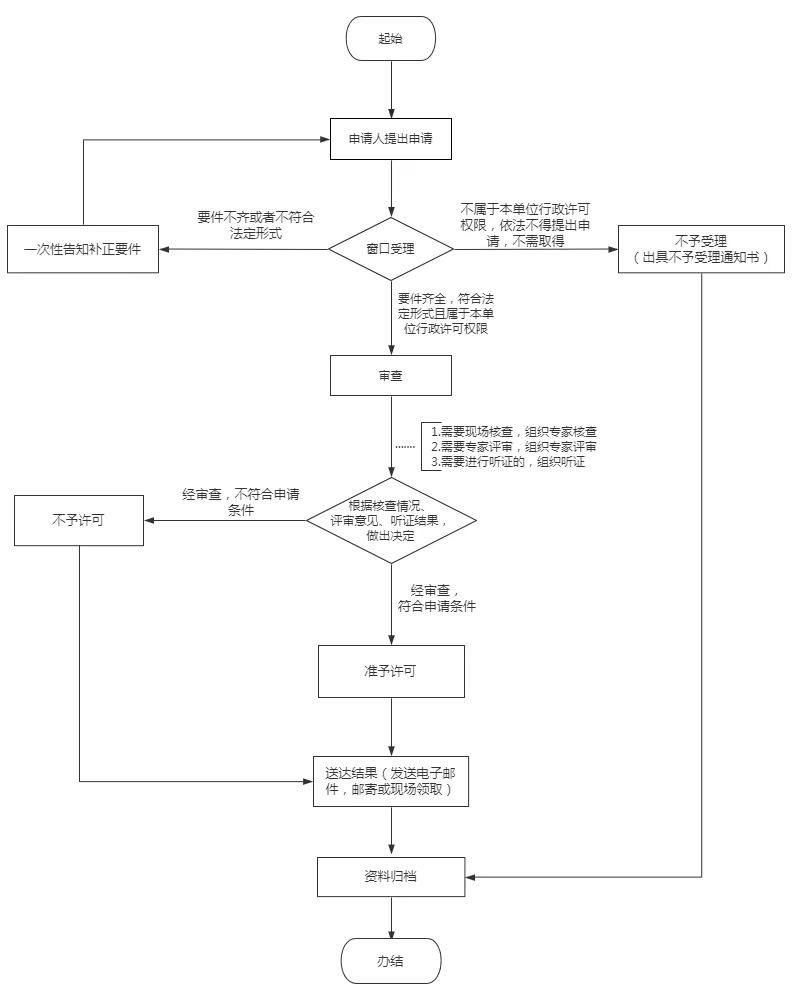 起始
申请人提出申请
要件不齐或者不符合
法定形式
不属于本单位行政许可
权限，依法不得提出申
请，不需取得
一次性告知补正要件
窗口受理
不予受理
（出具不予受理通知书）
要件齐全，符合法
定形式且属于本单
位行政许可权限
审查
1.需要现场核查，组织专家核查
2.需要专家评审，组织专家评审
3.需要进行听证的，组织听证
.......
经审查，不符合申请
条件
不予许可
根据核查情况、
评审意见、听证结果，
做出决定
经审查，
符合申请条件
准予许可
送达结果（发送电子邮
件，邮寄或现场领取）
资料归档
办结